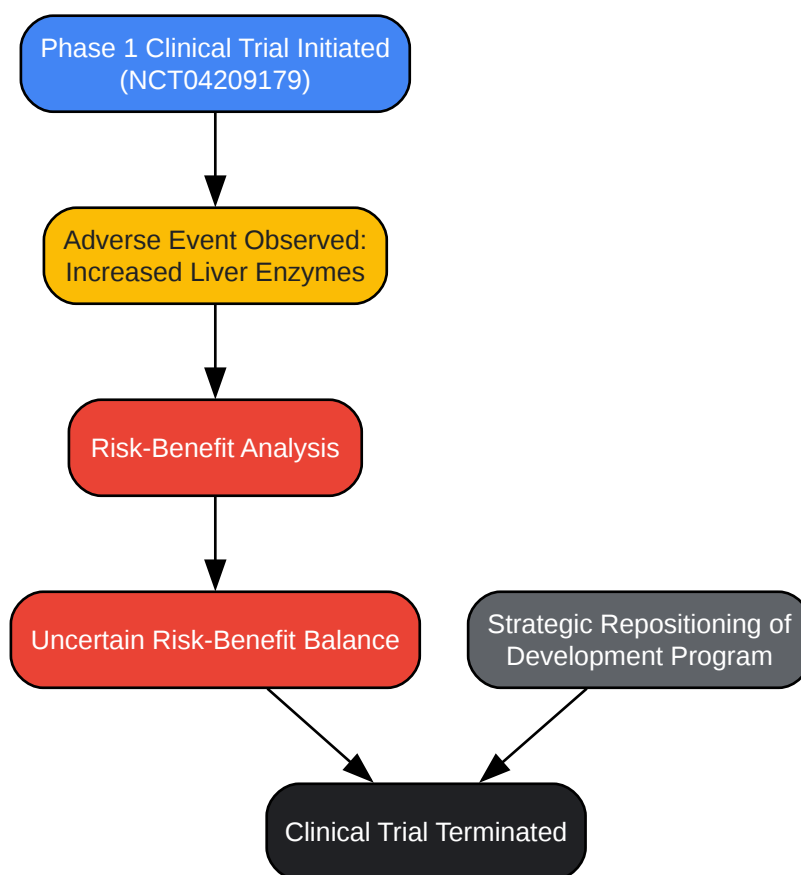 Phase 1 Clinical Trial Initiated
(NCT04209179)
Adverse Event Observed:
Increased Liver Enzymes
Risk-Benefit Analysis
Uncertain Risk-Benefit Balance
Strategic Repositioning of
Development Program
Clinical Trial Terminated